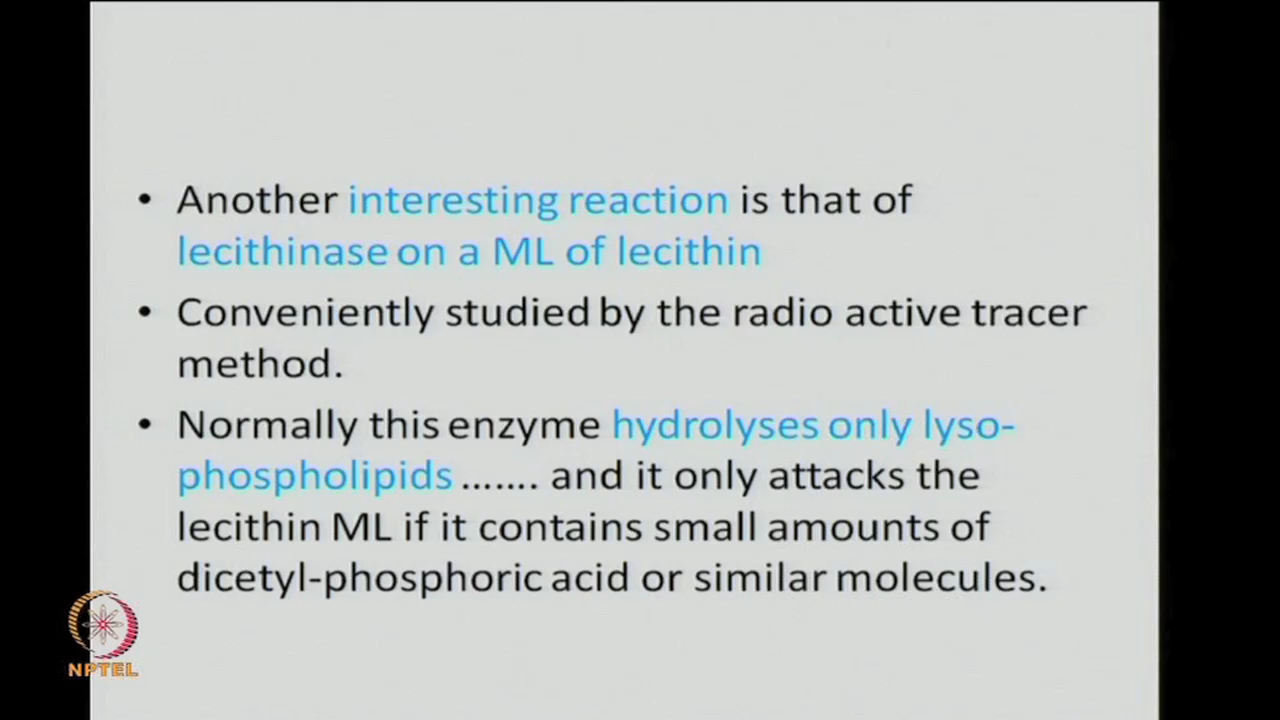 • Another interesting reaction is that of
lecithinase on a ML of lecithin
• Conveniently studied by the radio active tracer
method.
• Normally this enzyme hydrolyses only lyso-
phospholipids ....... and it only attacks the
lecithin ML if it contains small amounts of
dicetyl-phosphoric acid or similar molecules.
NPTEL